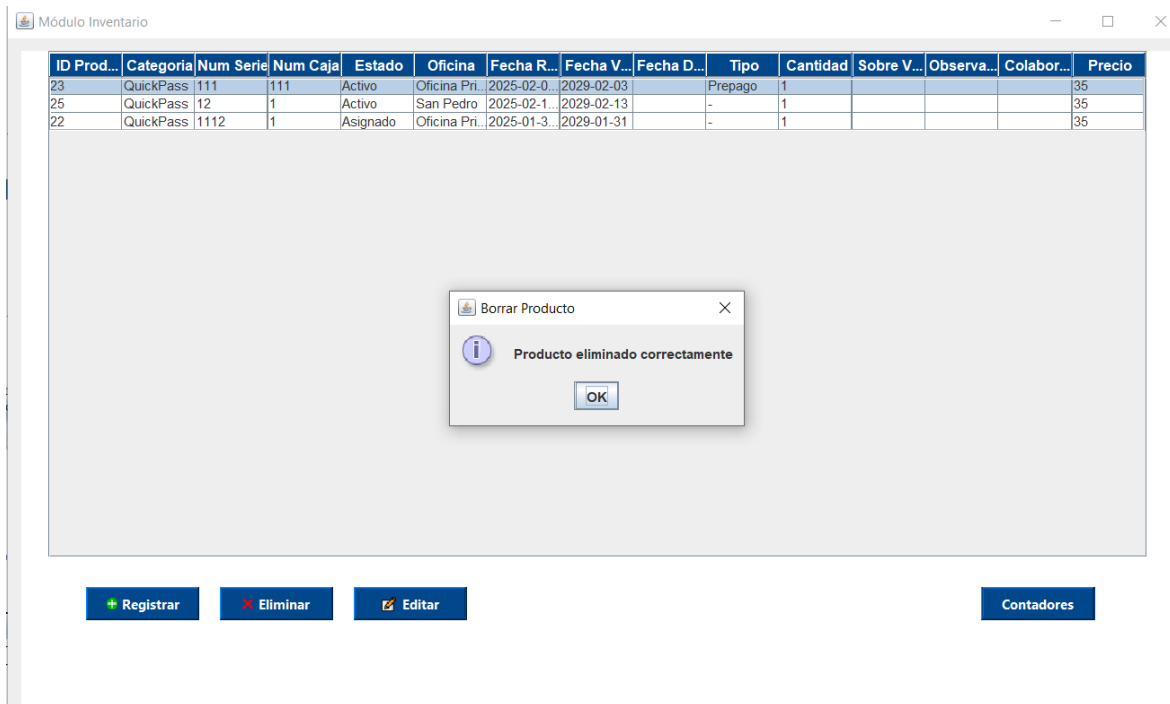 Módulo Inventario
ID Prod... Categoria Num Serie Num Caja Estado Oficina Fecha R... Fecha V... Fecha D... Tipo Cantidad Sobre V... Observa... Colabor... Precio
23 QuickPass 111 111 Activo Oficina Pri... 2025-02-0... 2029-02-03 Prepago 1 35
25 QuickPass 12 1 Activo San Pedro 2025-02-1... 2029-02-13 - 1 35
22 QuickPass 1112 1 Asignado Oficina Pri... 2025-01-3... 2029-01-31 - 1 35
Borrar Producto
Producto eliminado correctamente
OK
Registrar Eliminar Editar Contadores